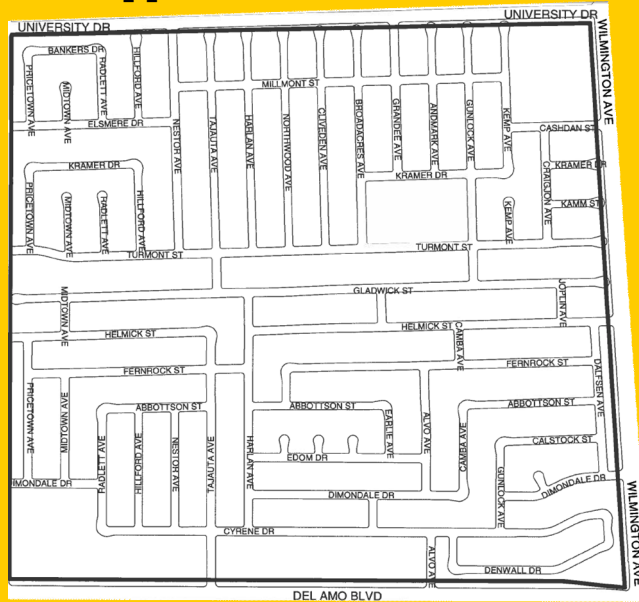 UNIVERSITY DR
UNIVERSITY DR
WILMINGTON AVE
BANKERS DR
PRICETOWN AVE
MIDTOWN AVE
RADLETT AVE
HILLFORD AVE
MILLMONT ST
ELSMERE DR
NESTOR AVE
TAJAUTA AVE
HARLAN AVE
NORTHWOOD AVE
CLIVEDEN AVE
BROADACRES AVE
GRANDEE AVE
ANDMARK AVE
GUNLOCK AVE
KEMP AVE
CASHDAN ST
KRAMER DR
KRAMER DR
KRAMER DR
CRAIGJON AVE
KAMM ST
PRICETOWN AVE
MIDTOWN AVE
RADLETT AVE
HILLFORD AVE
KEMP AVE
TURMONT ST
TURMONT ST
GLADWICK ST
MIDTOWN AVE
JOPLIN AVE
HELMICK ST
HELMICK ST
CAMBA AVE
FERNROCK ST
FERNROCK ST
DALFSEN AVE
PRICETOWN AVE
MIDTOWN AVE
ABBOTTSON ST
ABBOTTSON ST
ABBOTTSON ST
RADLETT AVE
HILLFORD AVE
NESTOR AVE
TAJAUTA AVE
HARLAN AVE
EARLIE AVE
ALVO AVE
CAMBA AVE
CALSTOCK ST
EDOM DR
GUNLOCK AVE
DIMONDALE DR
DIMONDALE DR
WILMINGTON AVE
CYRENE DR
ALVO AVE
DENWALL DR
DEL AMO BLVD